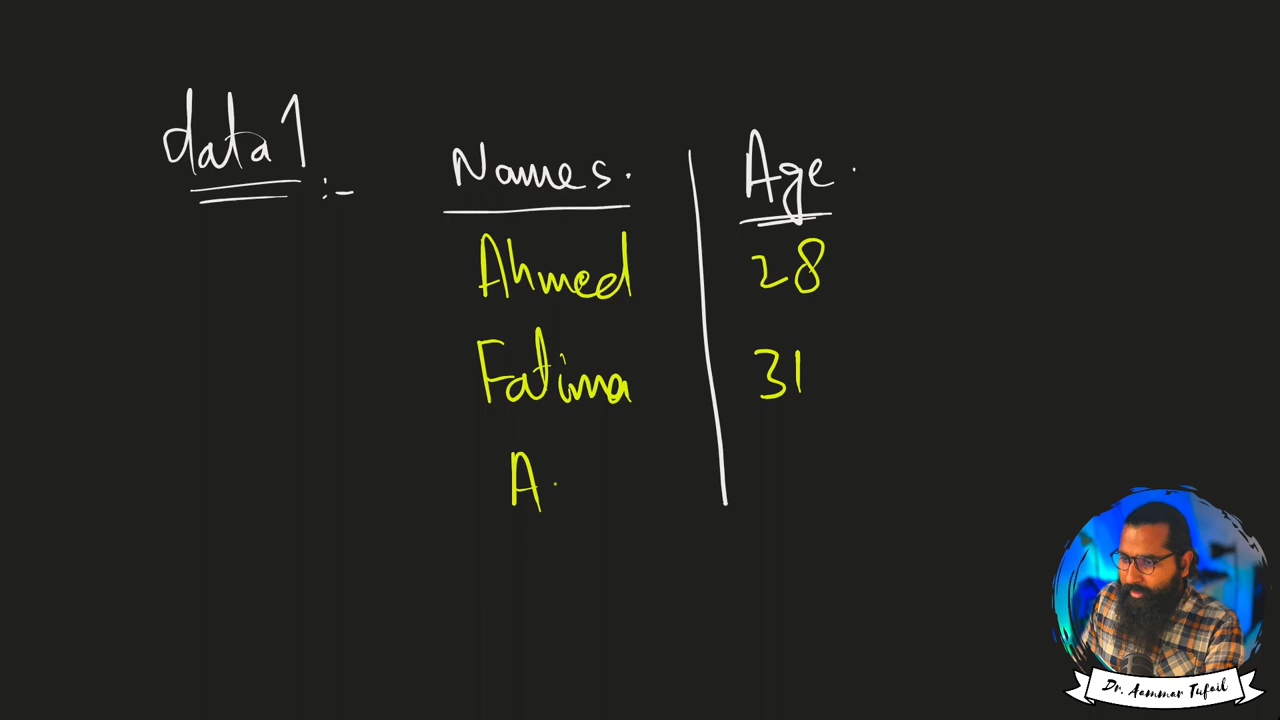 data1 :-
Names. | Age.
Ahmed 28
Fatima 31
A
Dr. Aammar Tufail